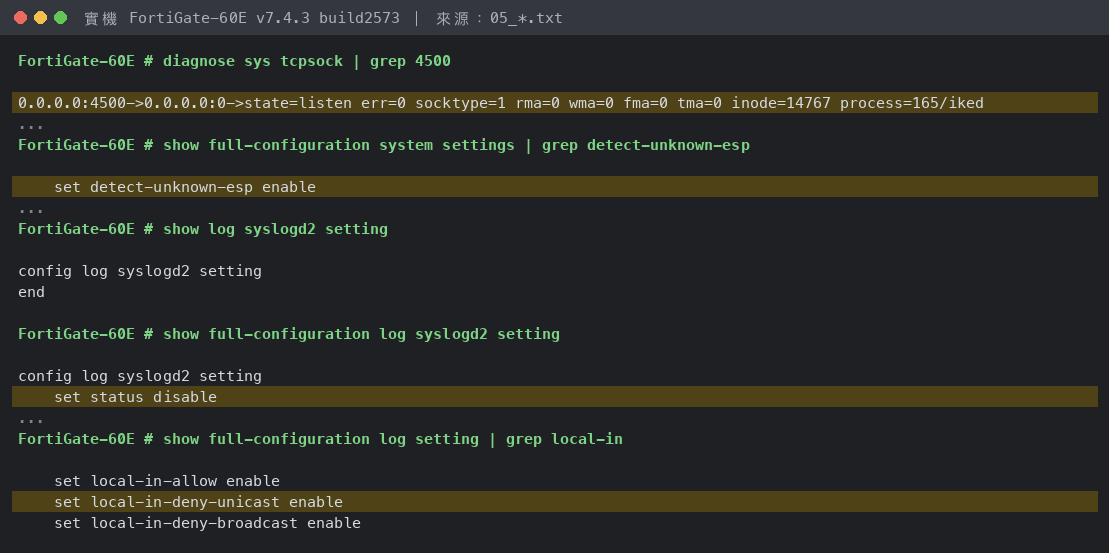 實機 FortiGate-60E v7.4.3 build2573 | 來源：05_*.txt
FortiGate-60E # diagnose sys tcpsock | grep 4500
0.0.0.0:4500->0.0.0.0:0->state=listen err=0 socktype=1 rma=0 wma=0 fma=0 tma=0 inode=14767 process=165/iked
...
FortiGate-60E # show full-configuration system settings | grep detect-unknown-esp
    set detect-unknown-esp enable
...
FortiGate-60E # show log syslogd2 setting
config log syslogd2 setting
end
FortiGate-60E # show full-configuration log syslogd2 setting
config log syslogd2 setting
    set status disable
...
FortiGate-60E # show full-configuration log setting | grep local-in
    set local-in-allow enable
    set local-in-deny-unicast enable
    set local-in-deny-broadcast enable